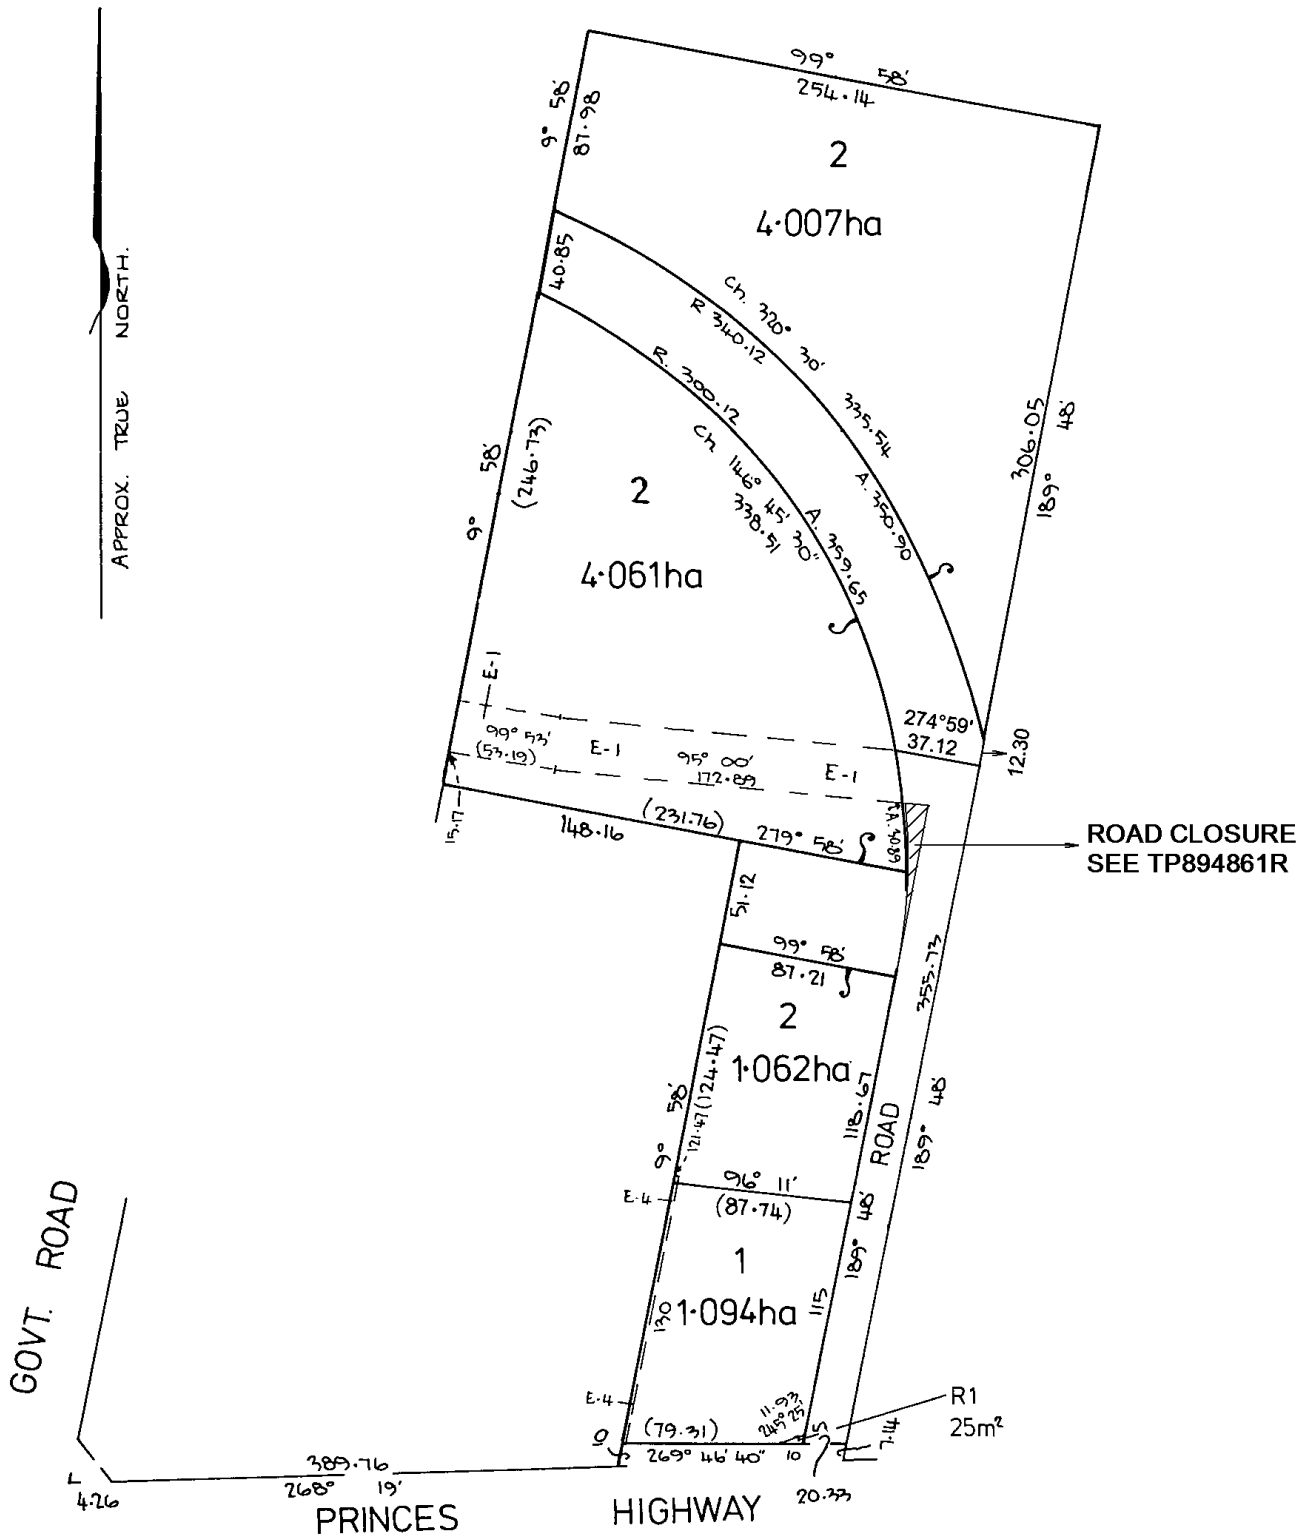 99° 58'
254·14
9° 58'
87·98
2
4·007ha
APPROX. TRUE NORTH.
40·85
Ch. 320° 30' 335·54
R 340·12
A. 350·90
R. 300·12
Ch 146° 45' 30"
338·51
A. 359·65
306·05
189° 48'
9° 58'
(246·73)
2
4·061ha
E-1
274°59'
37.12
12.30
99° 53'
(53·19)
E-1
95° 00'
172·89
E-1
15·17
148·16
(231·76)
279° 58'
A. 50·89
ROAD CLOSURE
SEE TP894861R
51·12
99° 58'
87·21
355·73
2
1·062ha
9° 58'
121·47 (124·47)
118·67
ROAD
189° 48'
E-4
96° 11'
(87·74)
189° 48'
1
1·094ha
130
115
GOVT. ROAD
E-4
(79·31)
11·93
245° 25'
R1
25m²
10
269° 46' 40"
10
5
7·14
20·33
389·76
268° 19'
L
4·26
PRINCES HIGHWAY